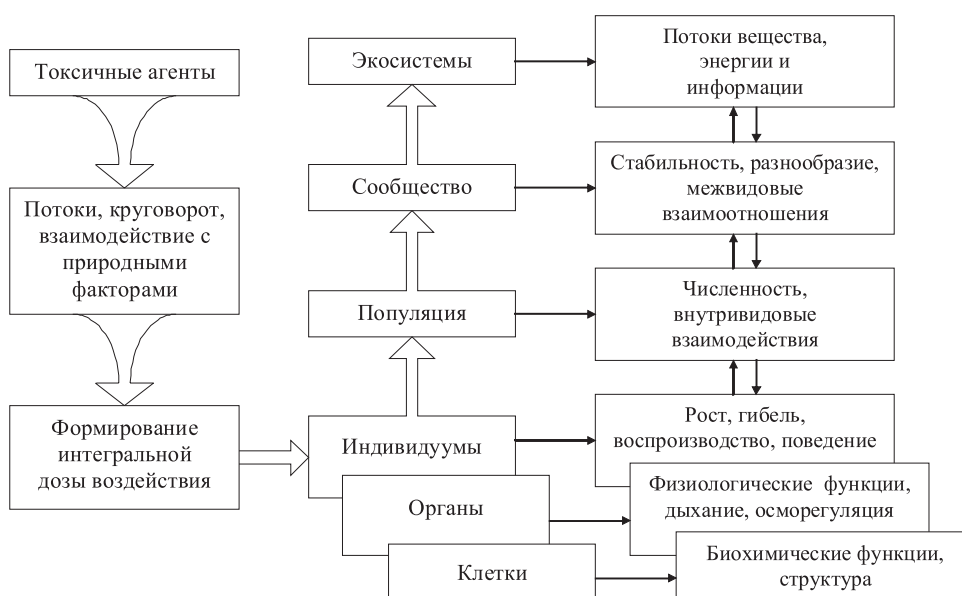 Токсичные агенты
Потоки, круговорот,
взаимодействие с
природными
факторами
Формирование
интегральной
дозы воздействия
Экосистемы
Сообщество
Популяция
Индивидуумы
Органы
Клетки
Потоки вещества,
энергии и
информации
Стабильность, разнообразие,
межвидовые
взаимоотношения
Численность,
внутривидовые
взаимодействия
Рост, гибель,
воспроизводство, поведение
Физиологические функции,
дыхание, осморегуляция
Биохимические функции,
структура